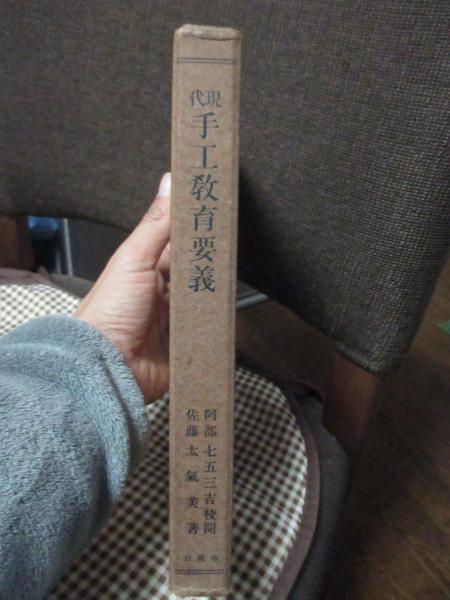 現代
手工教育要義
阿部七五三吉校閲
佐藤太氣美著